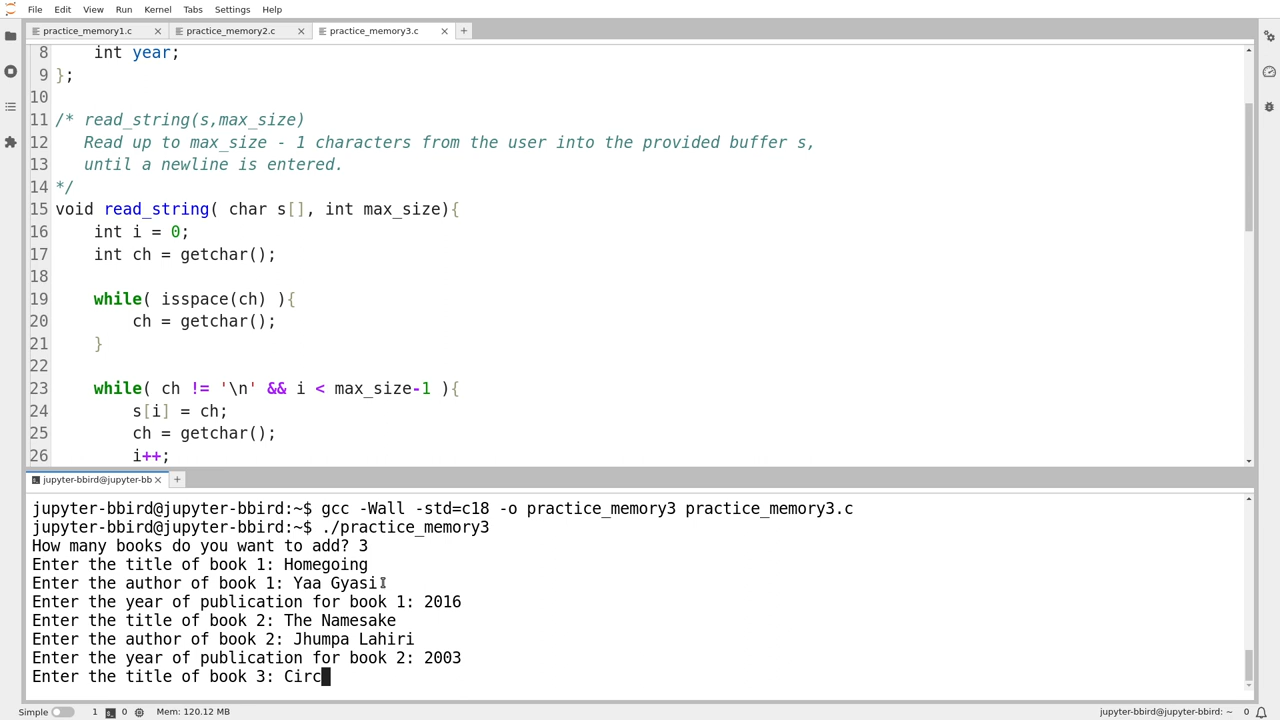 File Edit View Run Kernel Tabs Settings Help
practice_memory1.c practice_memory2.c practice_memory3.c
8     int year;
9 };
10
11 /* read_string(s,max_size)
12    Read up to max_size - 1 characters from the user into the provided buffer s,
13    until a newline is entered.
14 */
15 void read_string( char s[], int max_size){
16     int i = 0;
17     int ch = getchar();
18
19     while( isspace(ch) ){
20         ch = getchar();
21     }
22
23     while( ch != '\n' && i < max_size-1 ){
24         s[i] = ch;
25         ch = getchar();
26         i++;
jupyter-bbird@jupyter-bb
jupyter-bbird@jupyter-bbird:~$ gcc -Wall -std=c18 -o practice_memory3 practice_memory3.c
jupyter-bbird@jupyter-bbird:~$ ./practice_memory3
How many books do you want to add? 3
Enter the title of book 1: Homegoing
Enter the author of book 1: Yaa Gyasi
Enter the year of publication for book 1: 2016
Enter the title of book 2: The Namesake
Enter the author of book 2: Jhumpa Lahiri
Enter the year of publication for book 2: 2003
Enter the title of book 3: Circ
Simple 1 0 Mem: 120.12 MB jupyter-bbird@jupyter-bbird: ~ 0